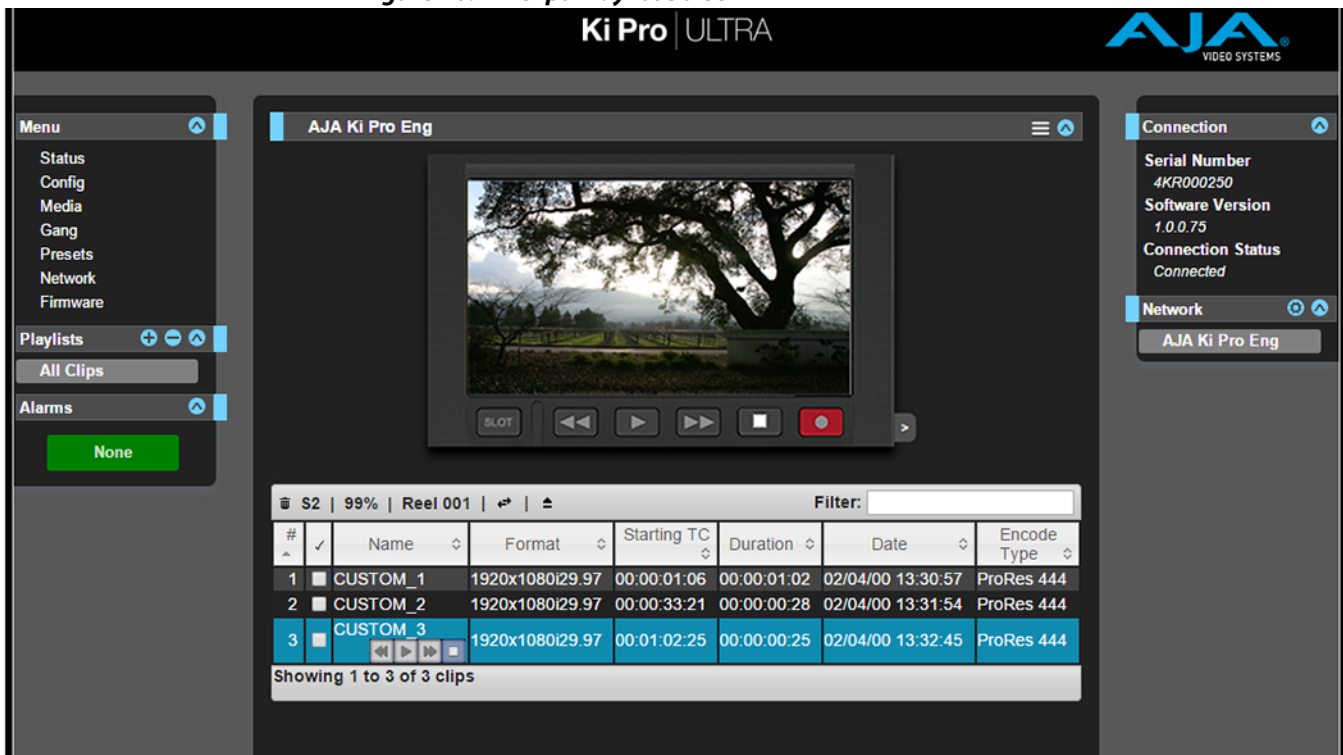 Ki Pro | ULTRA
AJA®
VIDEO SYSTEMS
Menu
Status
Config
Media
Gang
Presets
Network
Firmware
Playlists
All Clips
Alarms
None
AJA Ki Pro Eng
SLOT
>
S2 | 99% | Reel 001 | |
Filter:
# ✓ Name Format Starting TC Duration Date Encode Type
1 CUSTOM_1 1920x1080i29.97 00:00:01:06 00:00:01:02 02/04/00 13:30:57 ProRes 444
2 CUSTOM_2 1920x1080i29.97 00:00:33:21 00:00:00:28 02/04/00 13:31:54 ProRes 444
3 CUSTOM_3 1920x1080i29.97 00:01:02:25 00:00:00:25 02/04/00 13:32:45 ProRes 444
Showing 1 to 3 of 3 clips
Connection
Serial Number
4KR000250
Software Version
1.0.0.75
Connection Status
Connected
Network
AJA Ki Pro Eng